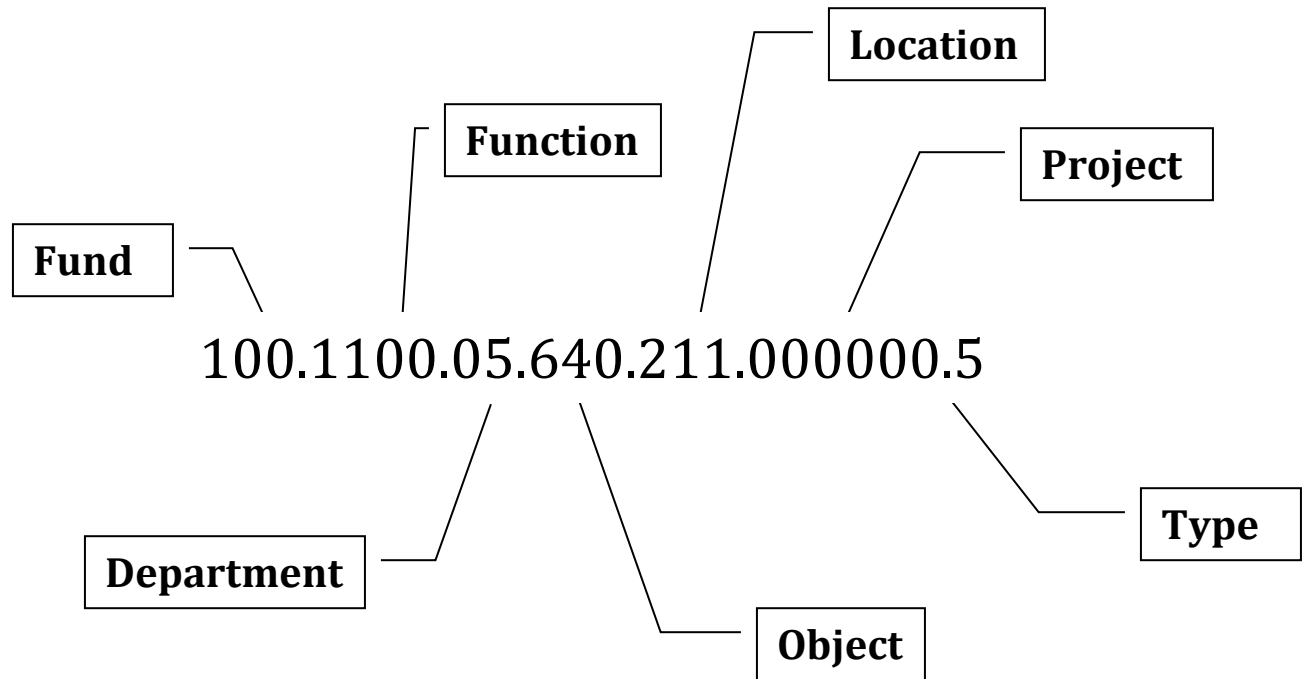 Location
Function
Project
Fund
100.1100.05.640.211.000000.5
Type
Department
Object